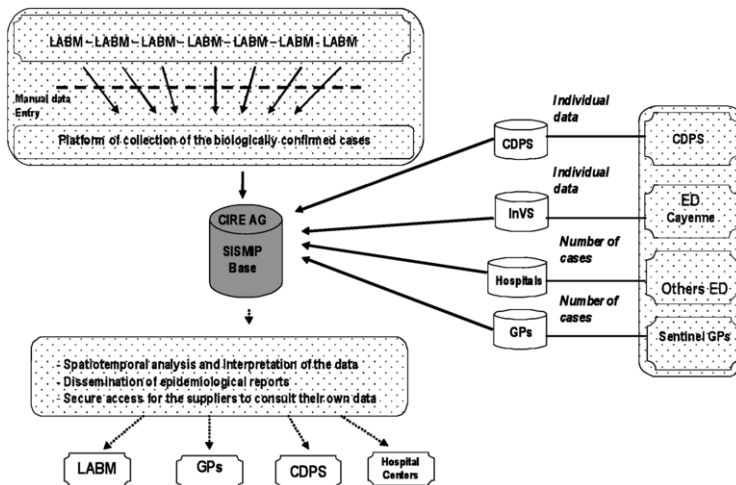 LABM – LABM – LABM – LABM – LABM – LABM - LABM
Manual data
Entry
Platform of collection of the biologically confirmed cases
CIRE AG
SISMIP
Base
Individual
data
CDPS
CDPS
Individual
data
InVS
ED
Cayenne
Number of
cases
Hospitals
Others ED
Number of
cases
GPs
Sentinel GPs
- Spatiotemporal analysis and Interpretation of the data
- Dissemination of epidemiological reports
- Secure access for the suppliers to consult their own data
LABM
GPs
CDPS
Hospital
Centers